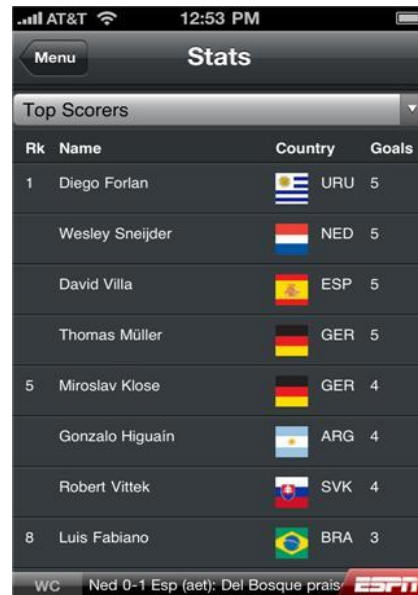 AT&T 12:53 PM
Menu Stats
Top Scorers
Rk Name Country Goals
1 Diego Forlan URU 5
Wesley Sneijder NED 5
David Villa ESP 5
Thomas Müller GER 5
5 Miroslav Klose GER 4
Gonzalo Higuaín ARG 4
Robert Vittek SVK 4
8 Luis Fabiano BRA 3
WC Ned 0-1 Esp (aet): Del Bosque prais ESPN